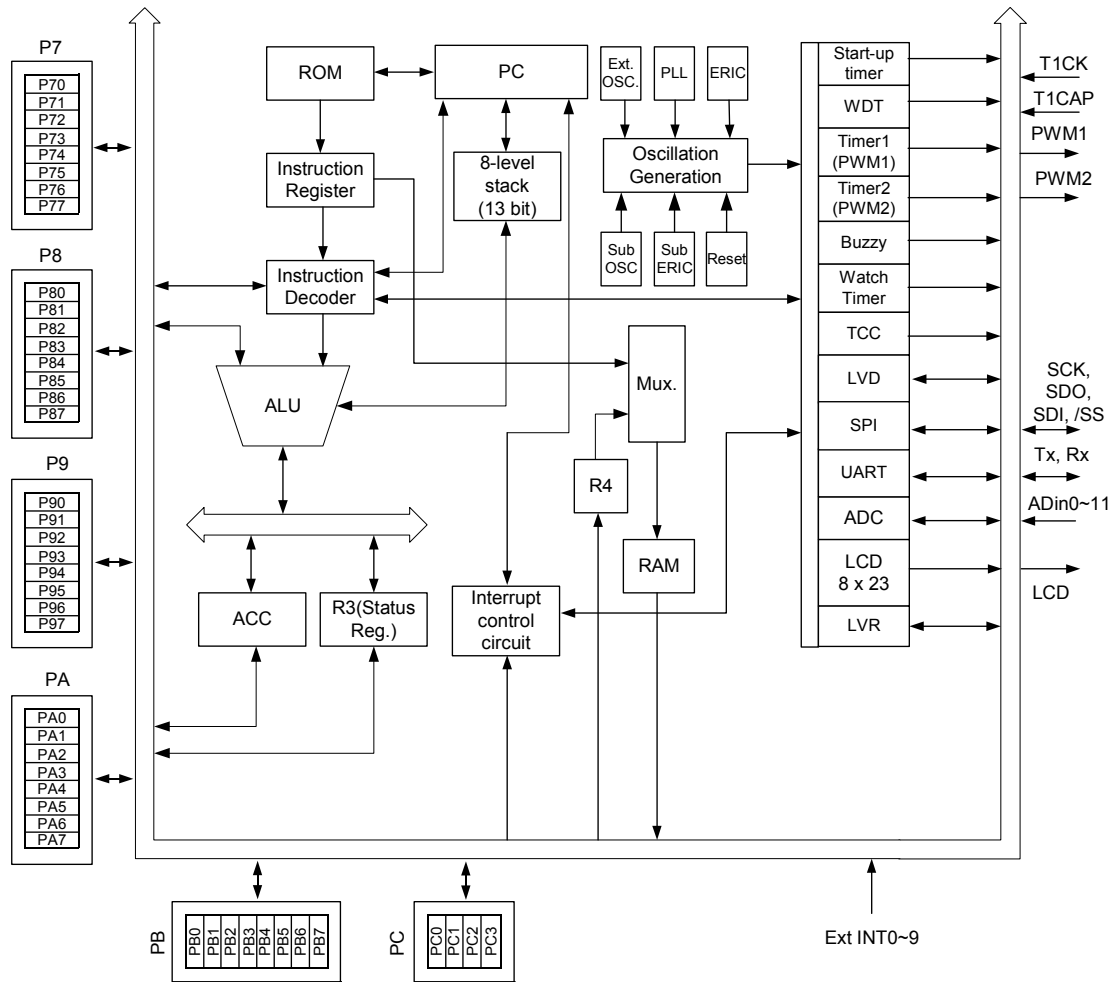 P7
P70
P71
P72
P73
P74
P75
P76
P77
P8
P80
P81
P82
P83
P84
P85
P86
P87
P9
P90
P91
P92
P93
P94
P95
P96
P97
PA
PA0
PA1
PA2
PA3
PA4
PA5
PA6
PA7
ROM
PC
Instruction
Register
8-level
stack
(13 bit)
Instruction
Decoder
ALU
ACC
R3(Status
Reg.)
Ext.
OSC.
PLL
ERIC
Oscillation
Generation
Sub
OSC
Sub
ERIC
Reset
Mux.
R4
RAM
Interrupt
control
circuit
Start-up
timer
WDT
Timer1
(PWM1)
Timer2
(PWM2)
Buzzy
Watch
Timer
TCC
LVD
SPI
UART
ADC
LCD
8 x 23
LVR
T1CK
T1CAP
PWM1
PWM2
SCK,
SDO,
SDI, /SS
Tx, Rx
ADin0~11
LCD
PB
PB0
PB1
PB2
PB3
PB4
PB5
PB6
PB7
PC
PC0
PC1
PC2
PC3
Ext INT0~9